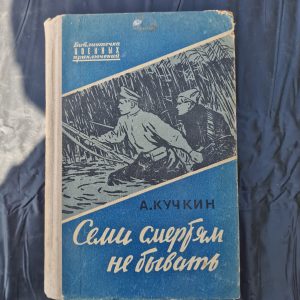 Библиотечка
ВОЕННЫХ
приключений
А. КУЧКИН
Семи смертям
не бывать